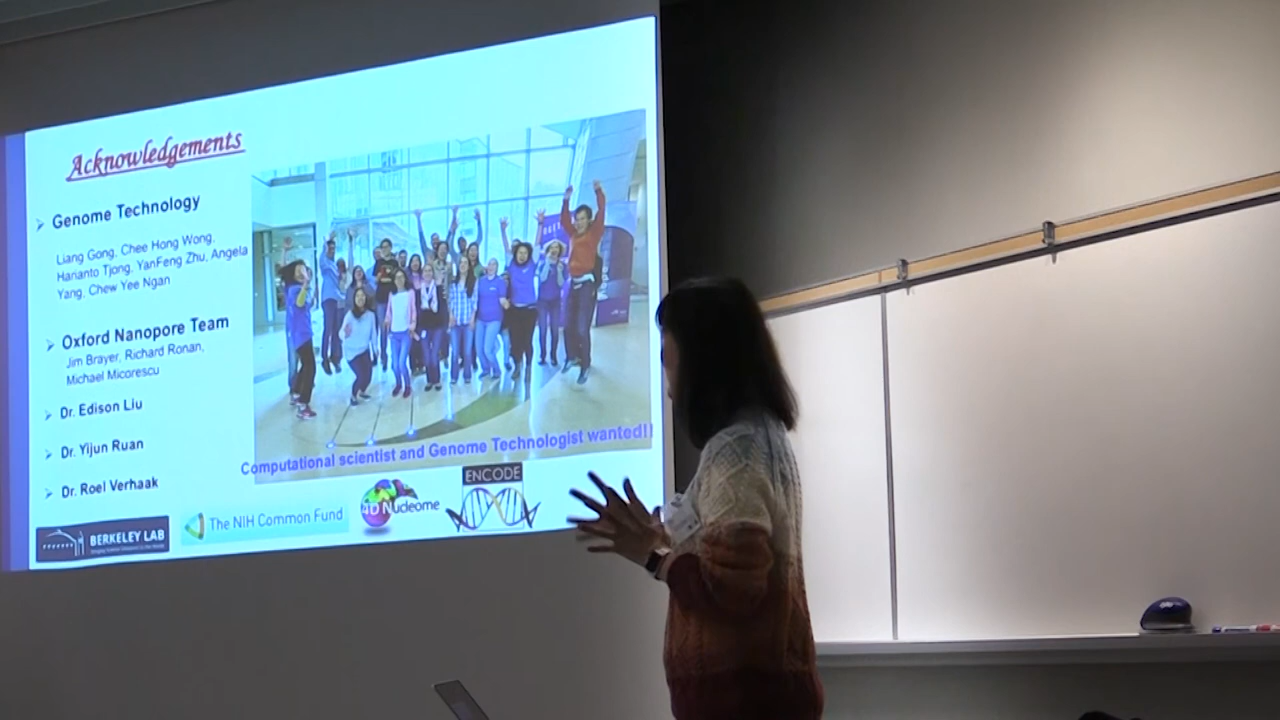 Acknowledgements
Genome Technology
Liang Gong, Chee Hong Wong,
Harianto Tjong, YanFeng Zhu, Angela
Yang, Chew Yee Ngan
Oxford Nanopore Team
Jim Brayer, Richard Ronan,
Michael Micorescu
Dr. Edison Liu
Dr. Yijun Ruan
Dr. Roel Verhaak
Computational scientist and Genome Technologist wanted!!
BERKELEY LAB
The NIH Common Fund
4D Nucleome
ENCODE